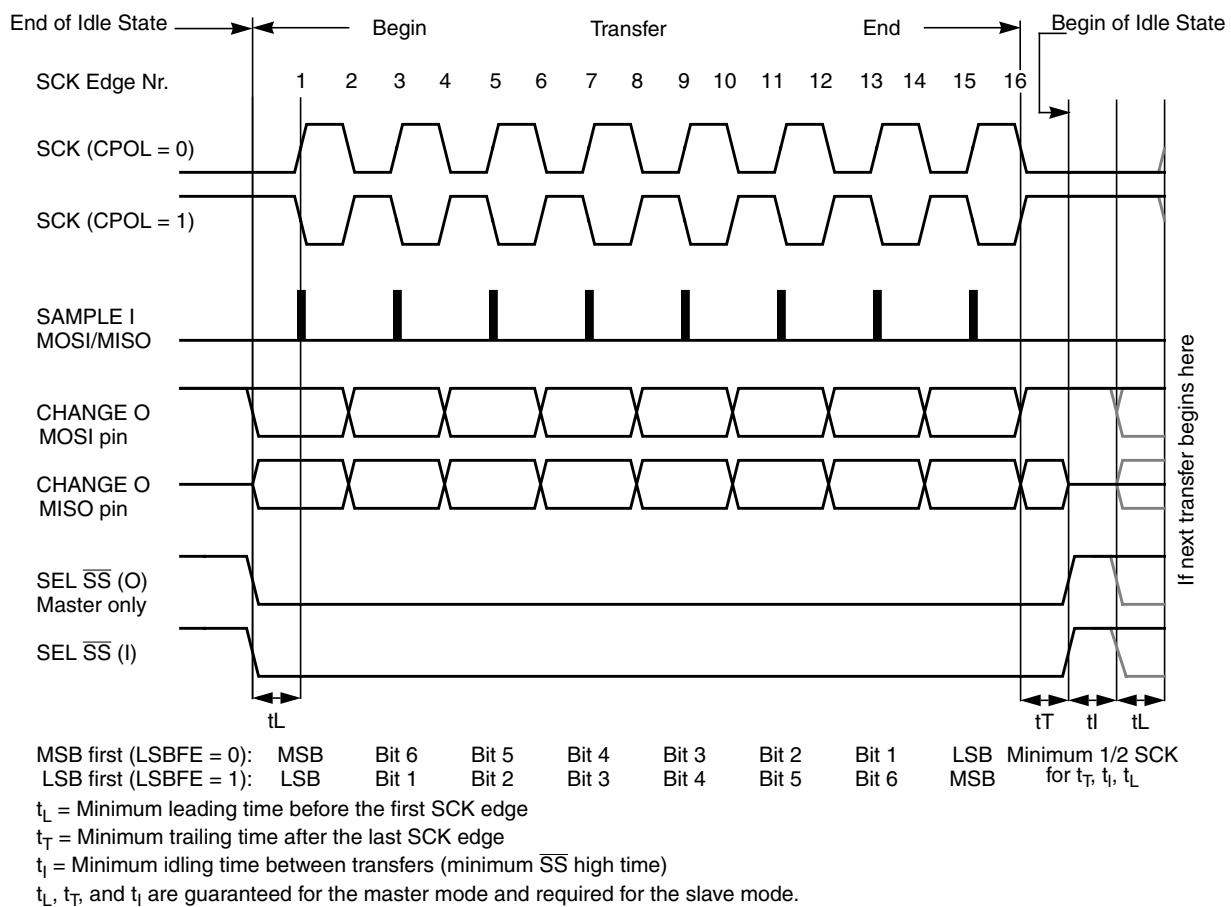 End of Idle State
Begin
Transfer
End
Begin of Idle State
SCK Edge Nr.
1 2 3 4 5 6 7 8 9 10 11 12 13 14 15 16
SCK (CPOL = 0)
SCK (CPOL = 1)
SAMPLE I
MOSI/MISO
CHANGE O
MOSI pin
CHANGE O
MISO pin
SEL S̅S̅ (O)
Master only
SEL S̅S̅ (I)
If next transfer begins here
tL
tT
tI
tL
MSB first (LSBFE = 0): MSB Bit 6 Bit 5 Bit 4 Bit 3 Bit 2 Bit 1 LSB
LSB first (LSBFE = 1): LSB Bit 1 Bit 2 Bit 3 Bit 4 Bit 5 Bit 6 MSB
Minimum 1/2 SCK
for tT, tI, tL
tL = Minimum leading time before the first SCK edge
tT = Minimum trailing time after the last SCK edge
tI = Minimum idling time between transfers (minimum S̅S̅ high time)
tL, tT, and tI are guaranteed for the master mode and required for the slave mode.